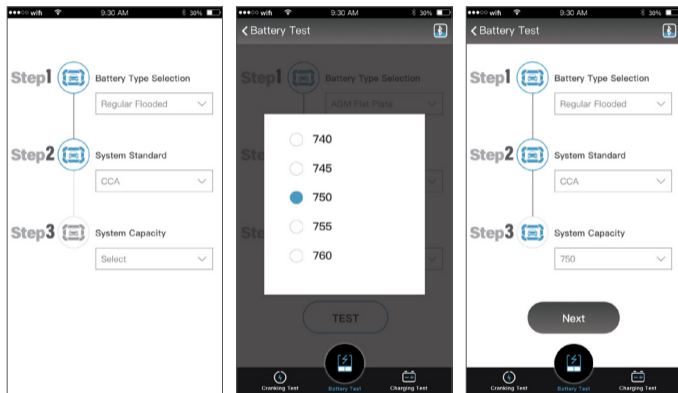 wifi 9:30 AM 30%
Step1 Battery Type Selection
Regular Flooded
Step2 System Standard
CCA
Step3 System Capacity
Select
wifi 9:30 AM 30%
Battery Test
Step1 Battery Type Selection
AGM Flat Plate
740
Ste
745
750
755
Ste
760
TEST
Cranking Test Battery Test Charging Test
wifi 9:30 AM 30%
Battery Test
Step1 Battery Type Selection
Regular Flooded
Step2 System Standard
CCA
Step3 System Capacity
750
Next
Cranking Test Battery Test Charging Test